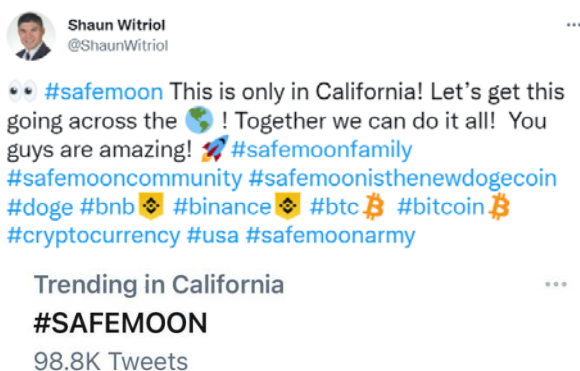 Shaun Witriol
@ShaunWitriol
👀 #safemoon This is only in California! Let's get this
going across the 🌎 ! Together we can do it all! You
guys are amazing! 🚀 #safemoonfamily
#safemooncommunity #safemoonisthenewdogecoin
#doge #bnb #binance #btc #bitcoin
#cryptocurrency #usa #safemoonarmy
Trending in California
#SAFEMOON
98.8K Tweets